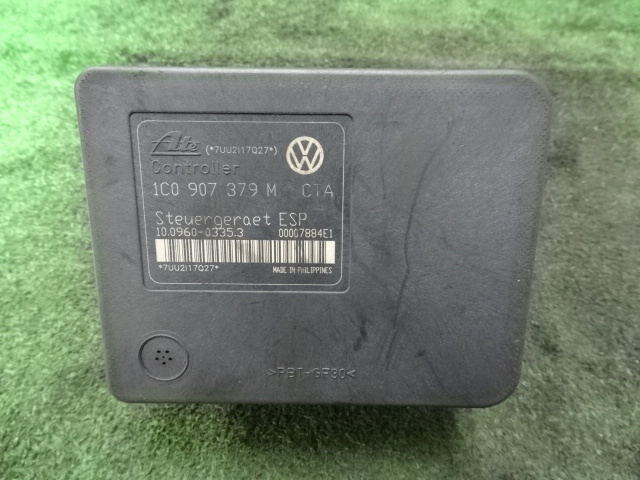 Ate (*7UU2I17Q27*)
Controller
1C0 907 379 M CTA
Steuergeraet ESP
10.0960-0335.3 00007884E1
*7UU2I17Q27* MADE IN PHILIPPINES
>PBT-GF30<